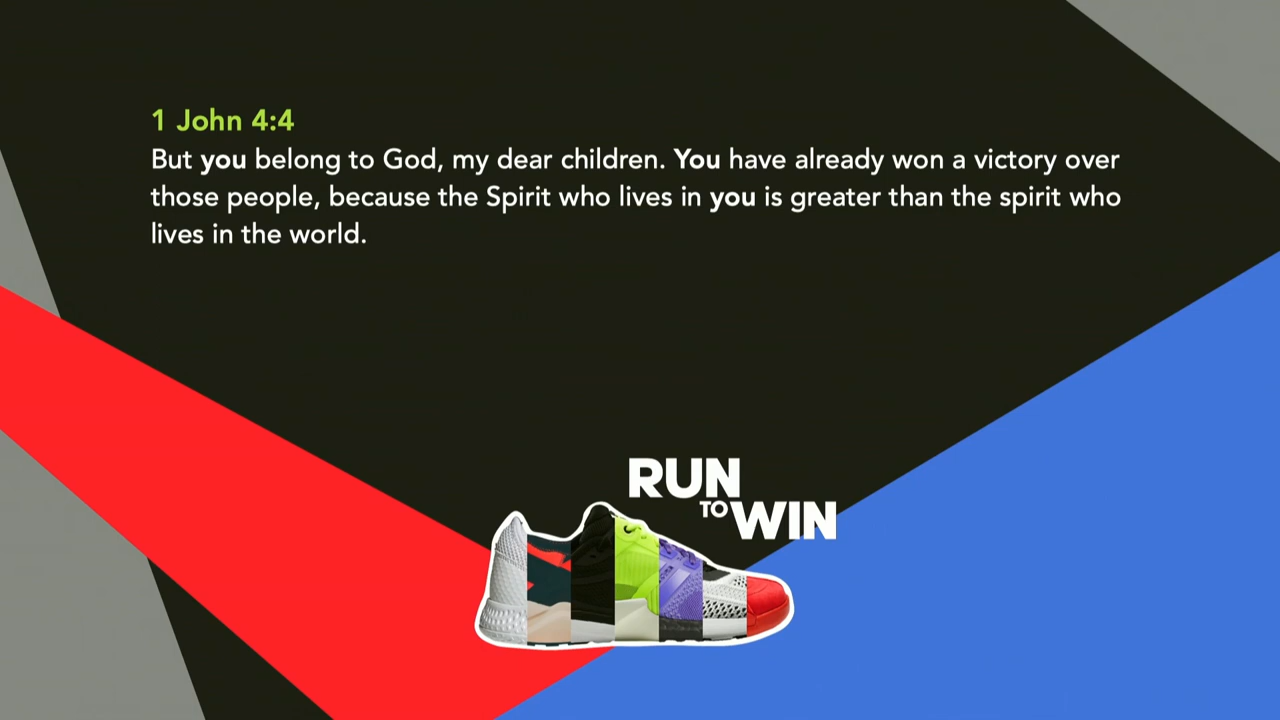 1 John 4:4
But you belong to God, my dear children. You have already won a victory over
those people, because the Spirit who lives in you is greater than the spirit who
lives in the world.
RUN
TO WIN